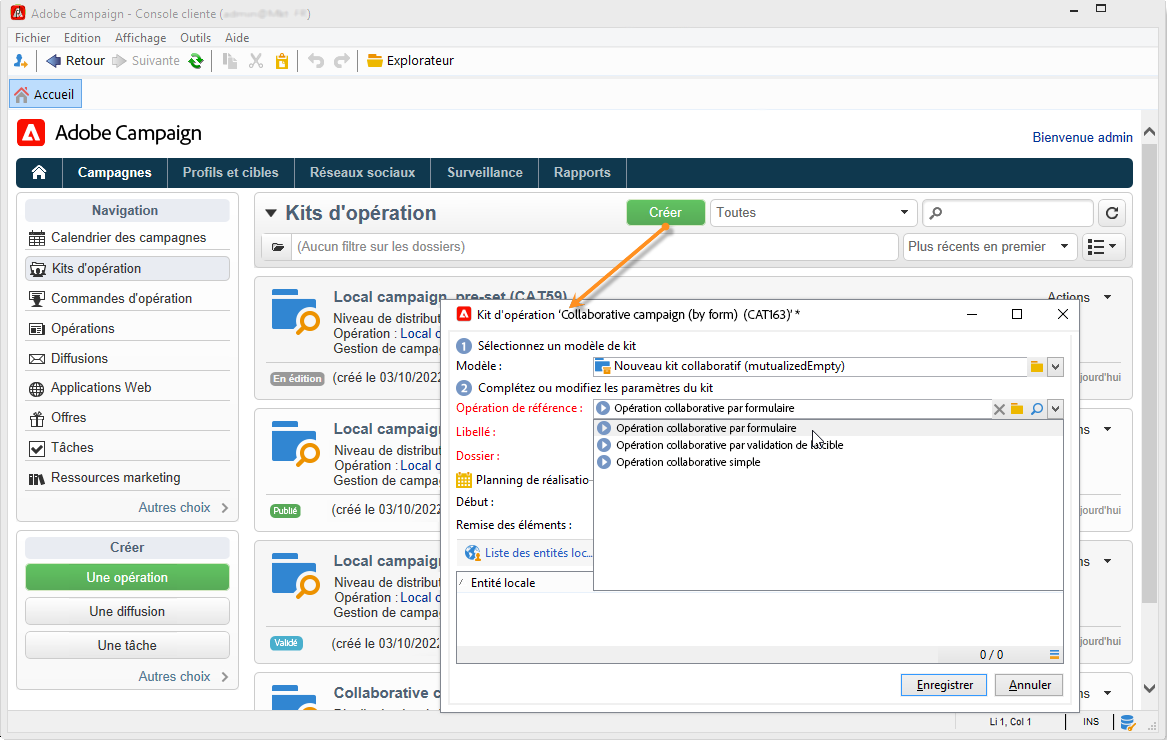 Adobe Campaign - Console cliente (
Fichier Edition Affichage Outils Aide
Retour Suivante Explorateur
Accueil
Adobe Campaign
Bienvenue admin
Campagnes Profils et cibles Réseaux sociaux Surveillance Rapports
Navigation
Calendrier des campagnes
Kits d'opération
Commandes d'opération
Opérations
Diffusions
Applications Web
Offres
Tâches
Ressources marketing
Autres choix
Créer
Une opération
Une diffusion
Une tâche
Autres choix
Kits d'opération Créer Toutes
(Aucun filtre sur les dossiers) Plus récents en premier
Local campaign pre-set (CAT59) Actions
Niveau de distribut
Opération : Local c
Gestion de campa
En édition (créé le 03/10/2022 jourd'hui
Local campaign ns
Niveau de distribut
Opération : Local c
Gestion de campa
Publié (créé le 03/10/2022 jourd'hui
Local campaign ns
Niveau de distribut
Opération : Local c
Gestion de campa
Validé (créé le 03/10/2022 jourd'hui
Collaborative c ns
Kit d'opération 'Collaborative campaign (by form) (CAT163)' *
1 Sélectionnez un modèle de kit
Modèle : Nouveau kit collaboratif (mutualizedEmpty)
2 Complétez ou modifiez les paramètres du kit
Opération de référence : Opération collaborative par formulaire
Opération collaborative par formulaire
Opération collaborative par validation de la cible
Opération collaborative simple
Libellé :
Dossier :
Planning de réalisatio
Début :
Remise des éléments :
Liste des entités loc...
Entité locale
0 / 0
Enregistrer Annuler
Li 1, Col 1 INS